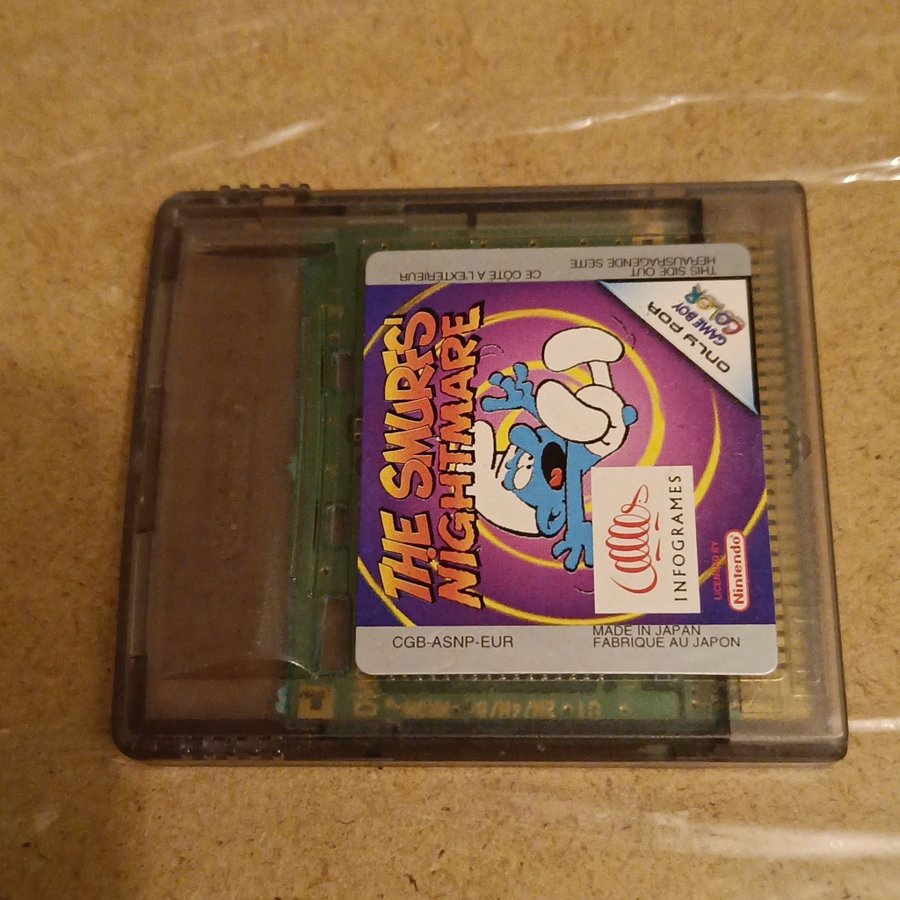 THIS SIDE OUT
HERAUSRAGENDE SEITE
CE CÔTÉ A L'EXTERIEUR
ONLY FOR
GAME BOY
COLOR
THE SMURFS'
NIGHTMARE
INFOGRAMES
LICENSED BY
Nintendo
CGB-ASNP-EUR
MADE IN JAPAN
FABRIQUE AU JAPON